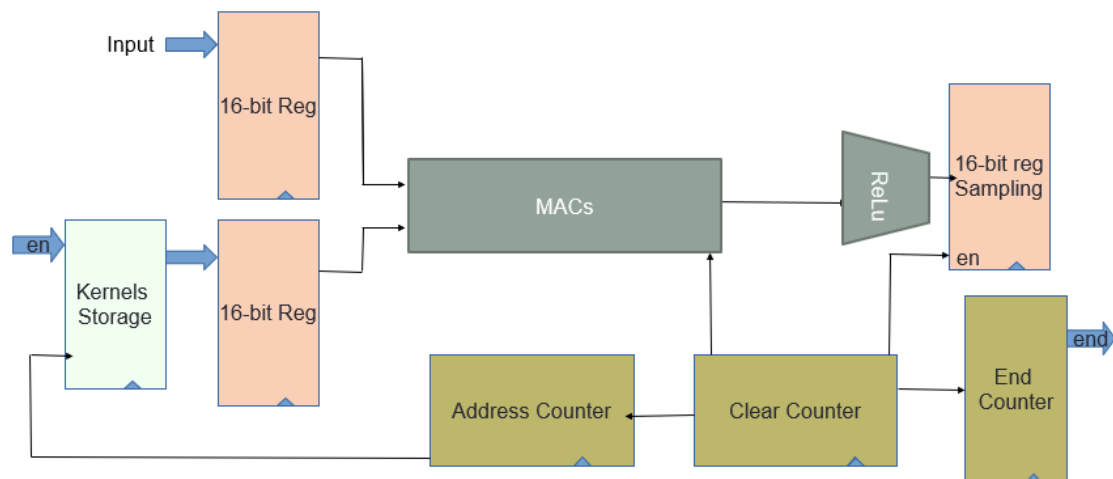 Input
16-bit Reg
MACs
ReLu
16-bit reg
Sampling
en
en
Kernels
Storage
16-bit Reg
Address Counter
Clear Counter
End
Counter
end